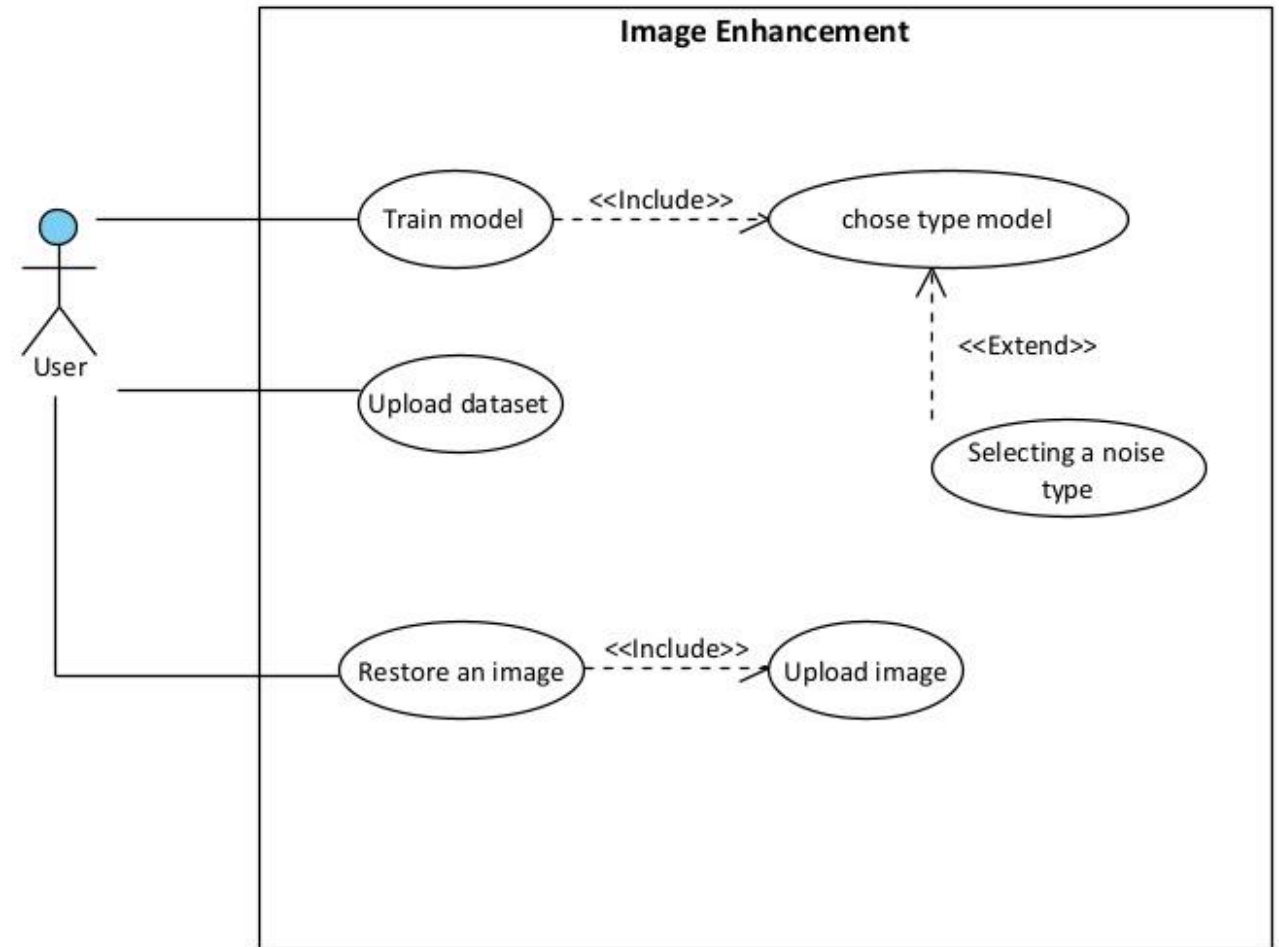 Image Enhancement
Train model
<<Include>>
chose type model
User
<<Extend>>
Upload dataset
Selecting a noise
type
Restore an image
<<Include>>
Upload image